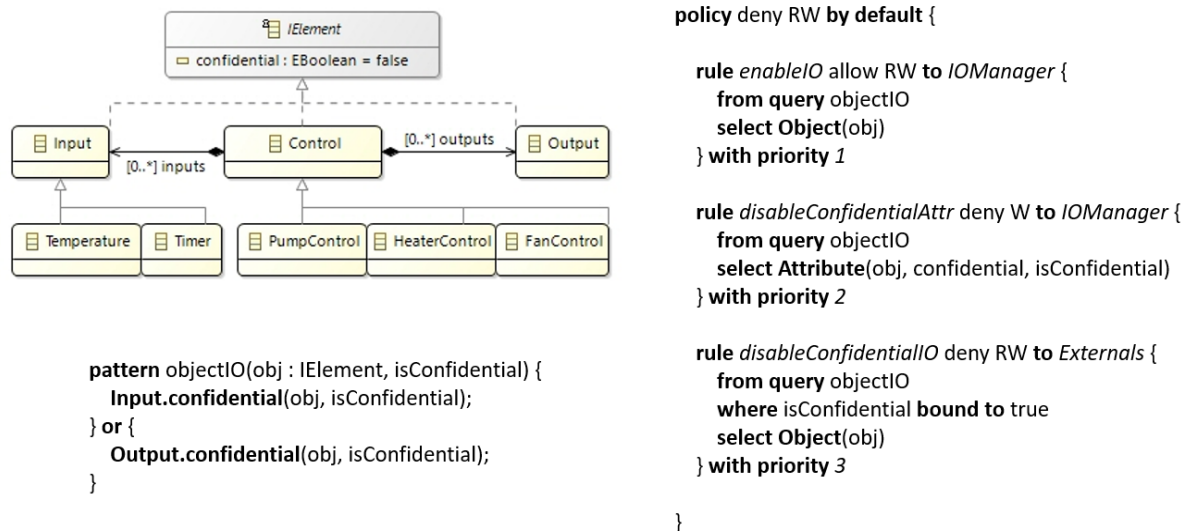 IElement
confidential : EBoolean = false
Input
Control
Output
[0..*] inputs
[0..*] outputs
Temperature
Timer
PumpControl
HeaterControl
FanControl
pattern objectIO(obj : IElement, isConfidential) {
Input.confidential(obj, isConfidential);
} or {
Output.confidential(obj, isConfidential);
}
policy deny RW by default {
rule enableIO allow RW to IOManager {
from query objectIO
select Object(obj)
} with priority 1
rule disableConfidentialAttr deny W to IOManager {
from query objectIO
select Attribute(obj, confidential, isConfidential)
} with priority 2
rule disableConfidentialIO deny RW to Externals {
from query objectIO
where isConfidential bound to true
select Object(obj)
} with priority 3
}